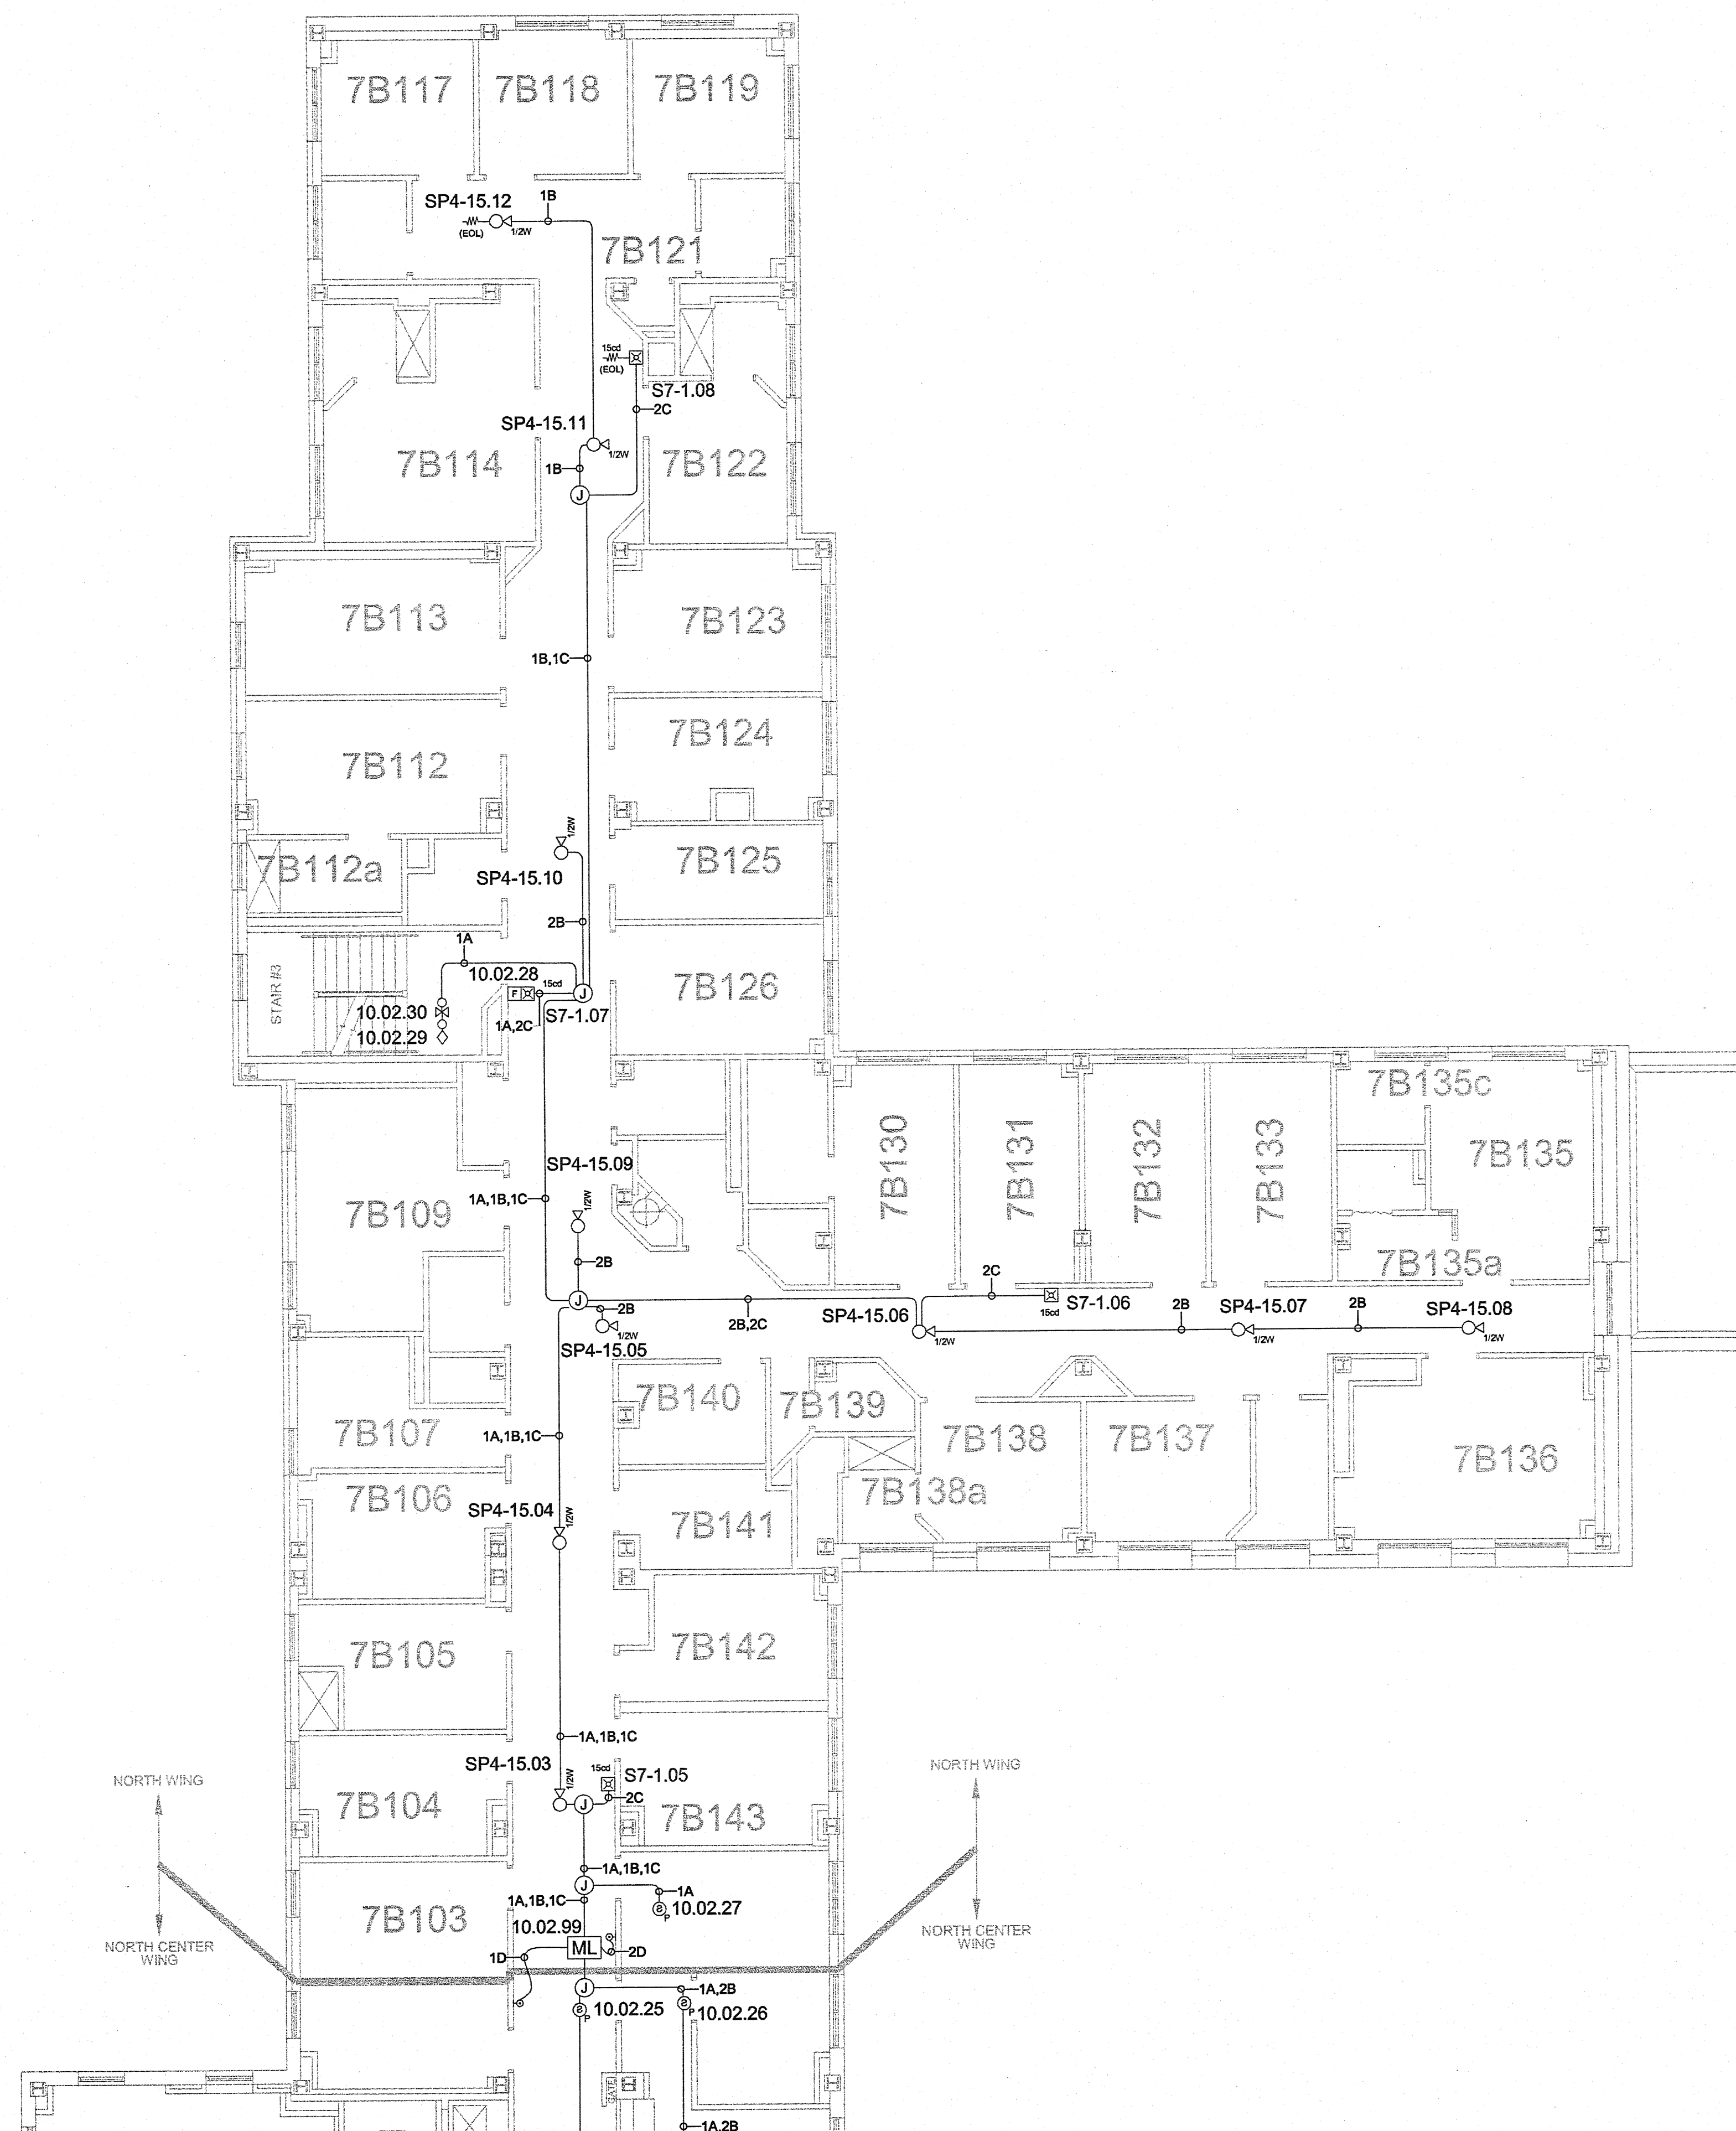 7B117
7B118
7B119
SP4-15.12
1B
(EOL)
1/2W
7B121
15cd
(EOL)
S7-1.08
2C
SP4-15.11
1/2W
7B114
7B122
1B
J
7B113
7B123
1B,1C
7B124
7B112
1/2W
7B112a
SP4-15.10
7B125
2B
1A
10.02.28
7B126
STAIR #3
F
15cd
J
10.02.30
S7-1.07
1A,2C
10.02.29
7B135c
7B130
7B131
7B132
7B133
7B135
SP4-15.09
1A,1B,1C
1/2W
7B109
2B
7B135a
2C
15cd
S7-1.06
J
2B
2B,2C
SP4-15.06
1/2W
2B
SP4-15.07
1/2W
2B
SP4-15.08
1/2W
1/2W
SP4-15.05
7B140
7B139
7B107
1A,1B,1C
7B138
7B137
7B136
7B106
SP4-15.04
1/2W
7B138a
7B141
7B105
7B142
1A,1B,1C
SP4-15.03
1/2W
15cd
S7-1.05
NORTH WING
NORTH WING
7B104
J
2C
7B143
1A,1B,1C
J
1A
1A,1B,1C
S
P
10.02.27
7B103
10.02.99
NORTH CENTER
WING
NORTH CENTER
WING
1D
ML
2D
J
1A,2B
S
P
10.02.25
S
P
10.02.26
GATE
1A,2B